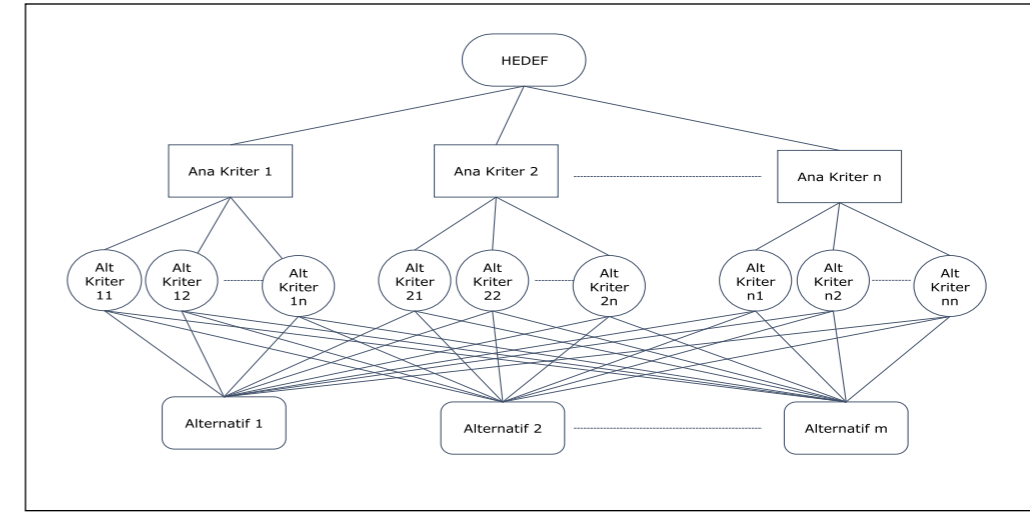 HEDEF
Ana Kriter 1
Ana Kriter 2
Ana Kriter n
Alt
Kriter
11
Alt
Kriter
12
Alt
Kriter
1n
Alt
Kriter
21
Alt
Kriter
22
Alt
Kriter
2n
Alt
Kriter
n1
Alt
Kriter
n2
Alt
Kriter
nn
Alternatif 1
Alternatif 2
Alternatif m